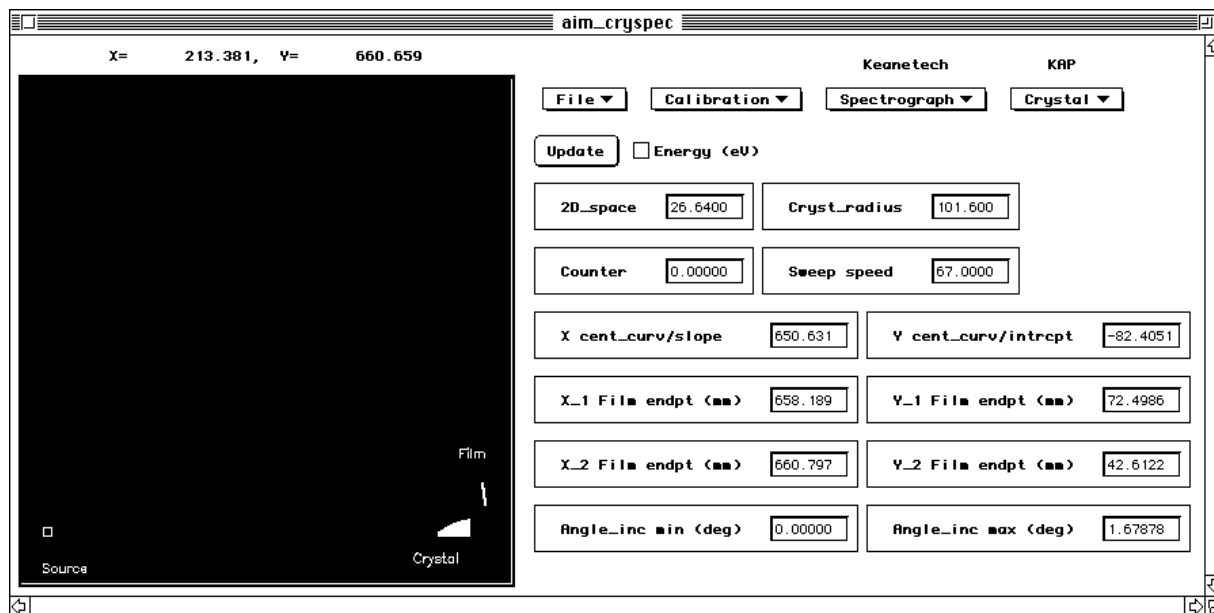 aim_cryspec
X= 213.381, Y= 660.659
Keanetech KAP
File Calibration Spectrograph Crystal
Update Energy (eV)
2D_space 26.6400 Cryst_radius 101.600
Counter 0.00000 Sweep speed 67.0000
X cent_curv/slope 650.631 Y cent_curv/intrcpt -82.4051
X_1 Film endpt (mm) 658.189 Y_1 Film endpt (mm) 72.4986
X_2 Film endpt (mm) 660.797 Y_2 Film endpt (mm) 42.6122
Angle_inc min (deg) 0.00000 Angle_inc max (deg) 1.67878
Film
Crystal
Source